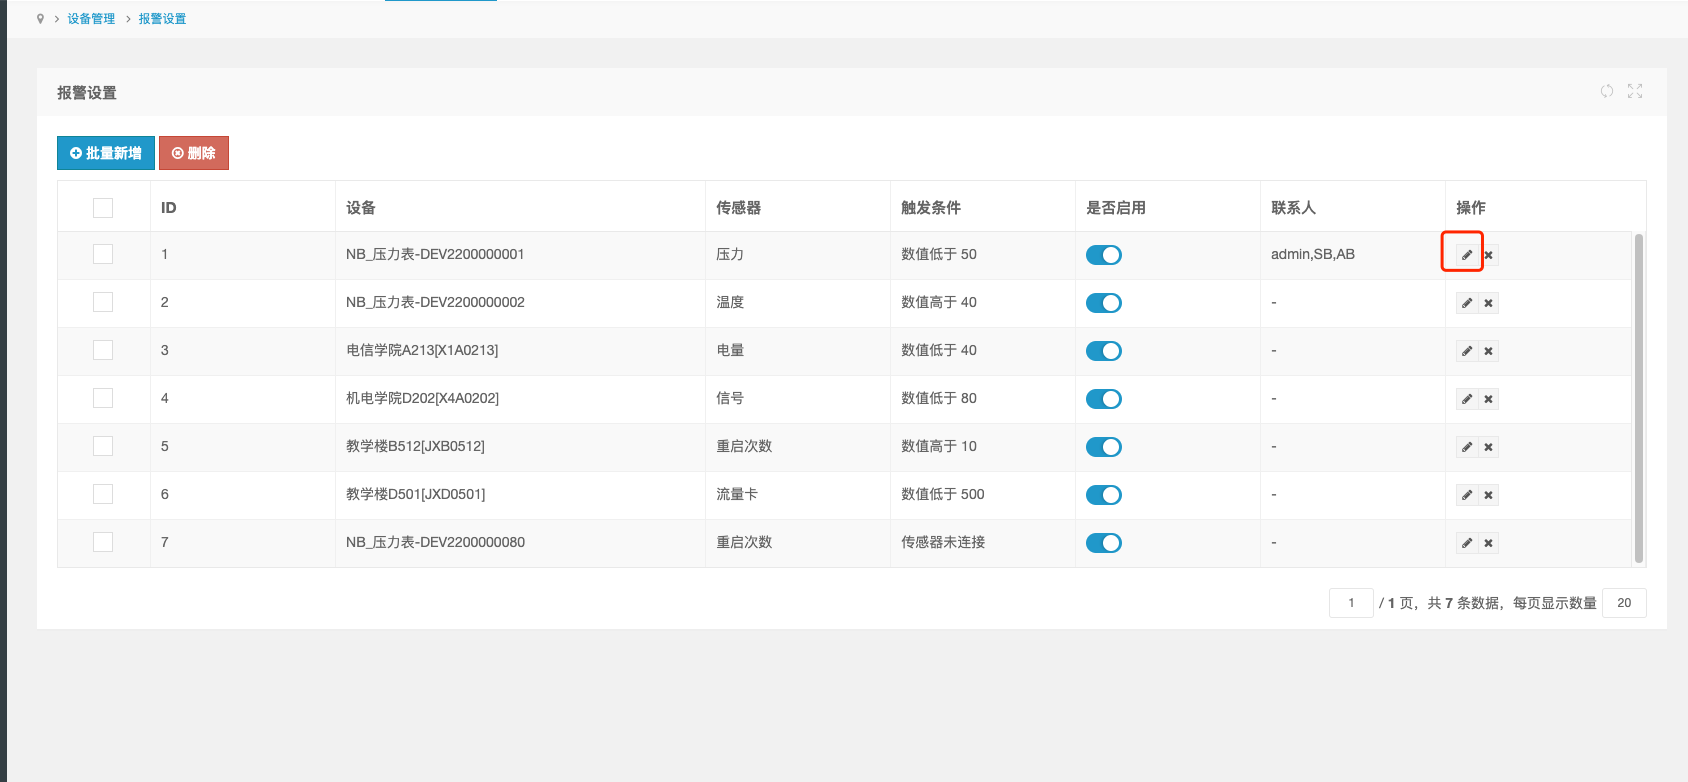 设备管理 报警设置
报警设置
批量新增 删除
ID 设备 传感器 触发条件 是否启用 联系人 操作
1 NB_压力表-DEV2200000001 压力 数值低于 50 admin,SB,AB
2 NB_压力表-DEV2200000002 温度 数值高于 40 -
3 电信学院A213[X1A0213] 电量 数值低于 40 -
4 机电学院D202[X4A0202] 信号 数值低于 80 -
5 教学楼B512[JXB0512] 重启次数 数值高于 10 -
6 教学楼D501[JXD0501] 流量卡 数值低于 500 -
7 NB_压力表-DEV2200000080 重启次数 传感器未连接 -
1 / 1 页，共 7 条数据，每页显示数量 20